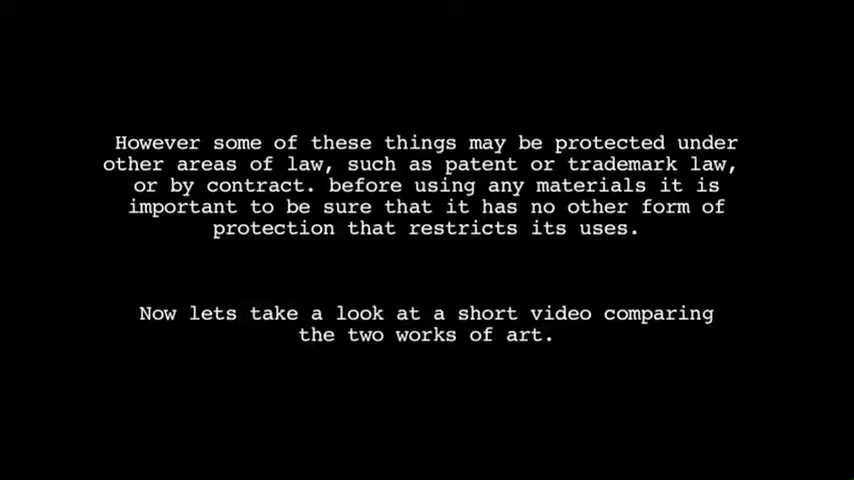 However some of these things may be protected under
other areas of law, such as patent or trademark law,
or by contract. before using any materials it is
important to be sure that it has no other form of
protection that restricts its uses.
Now lets take a look at a short video comparing
the two works of art.